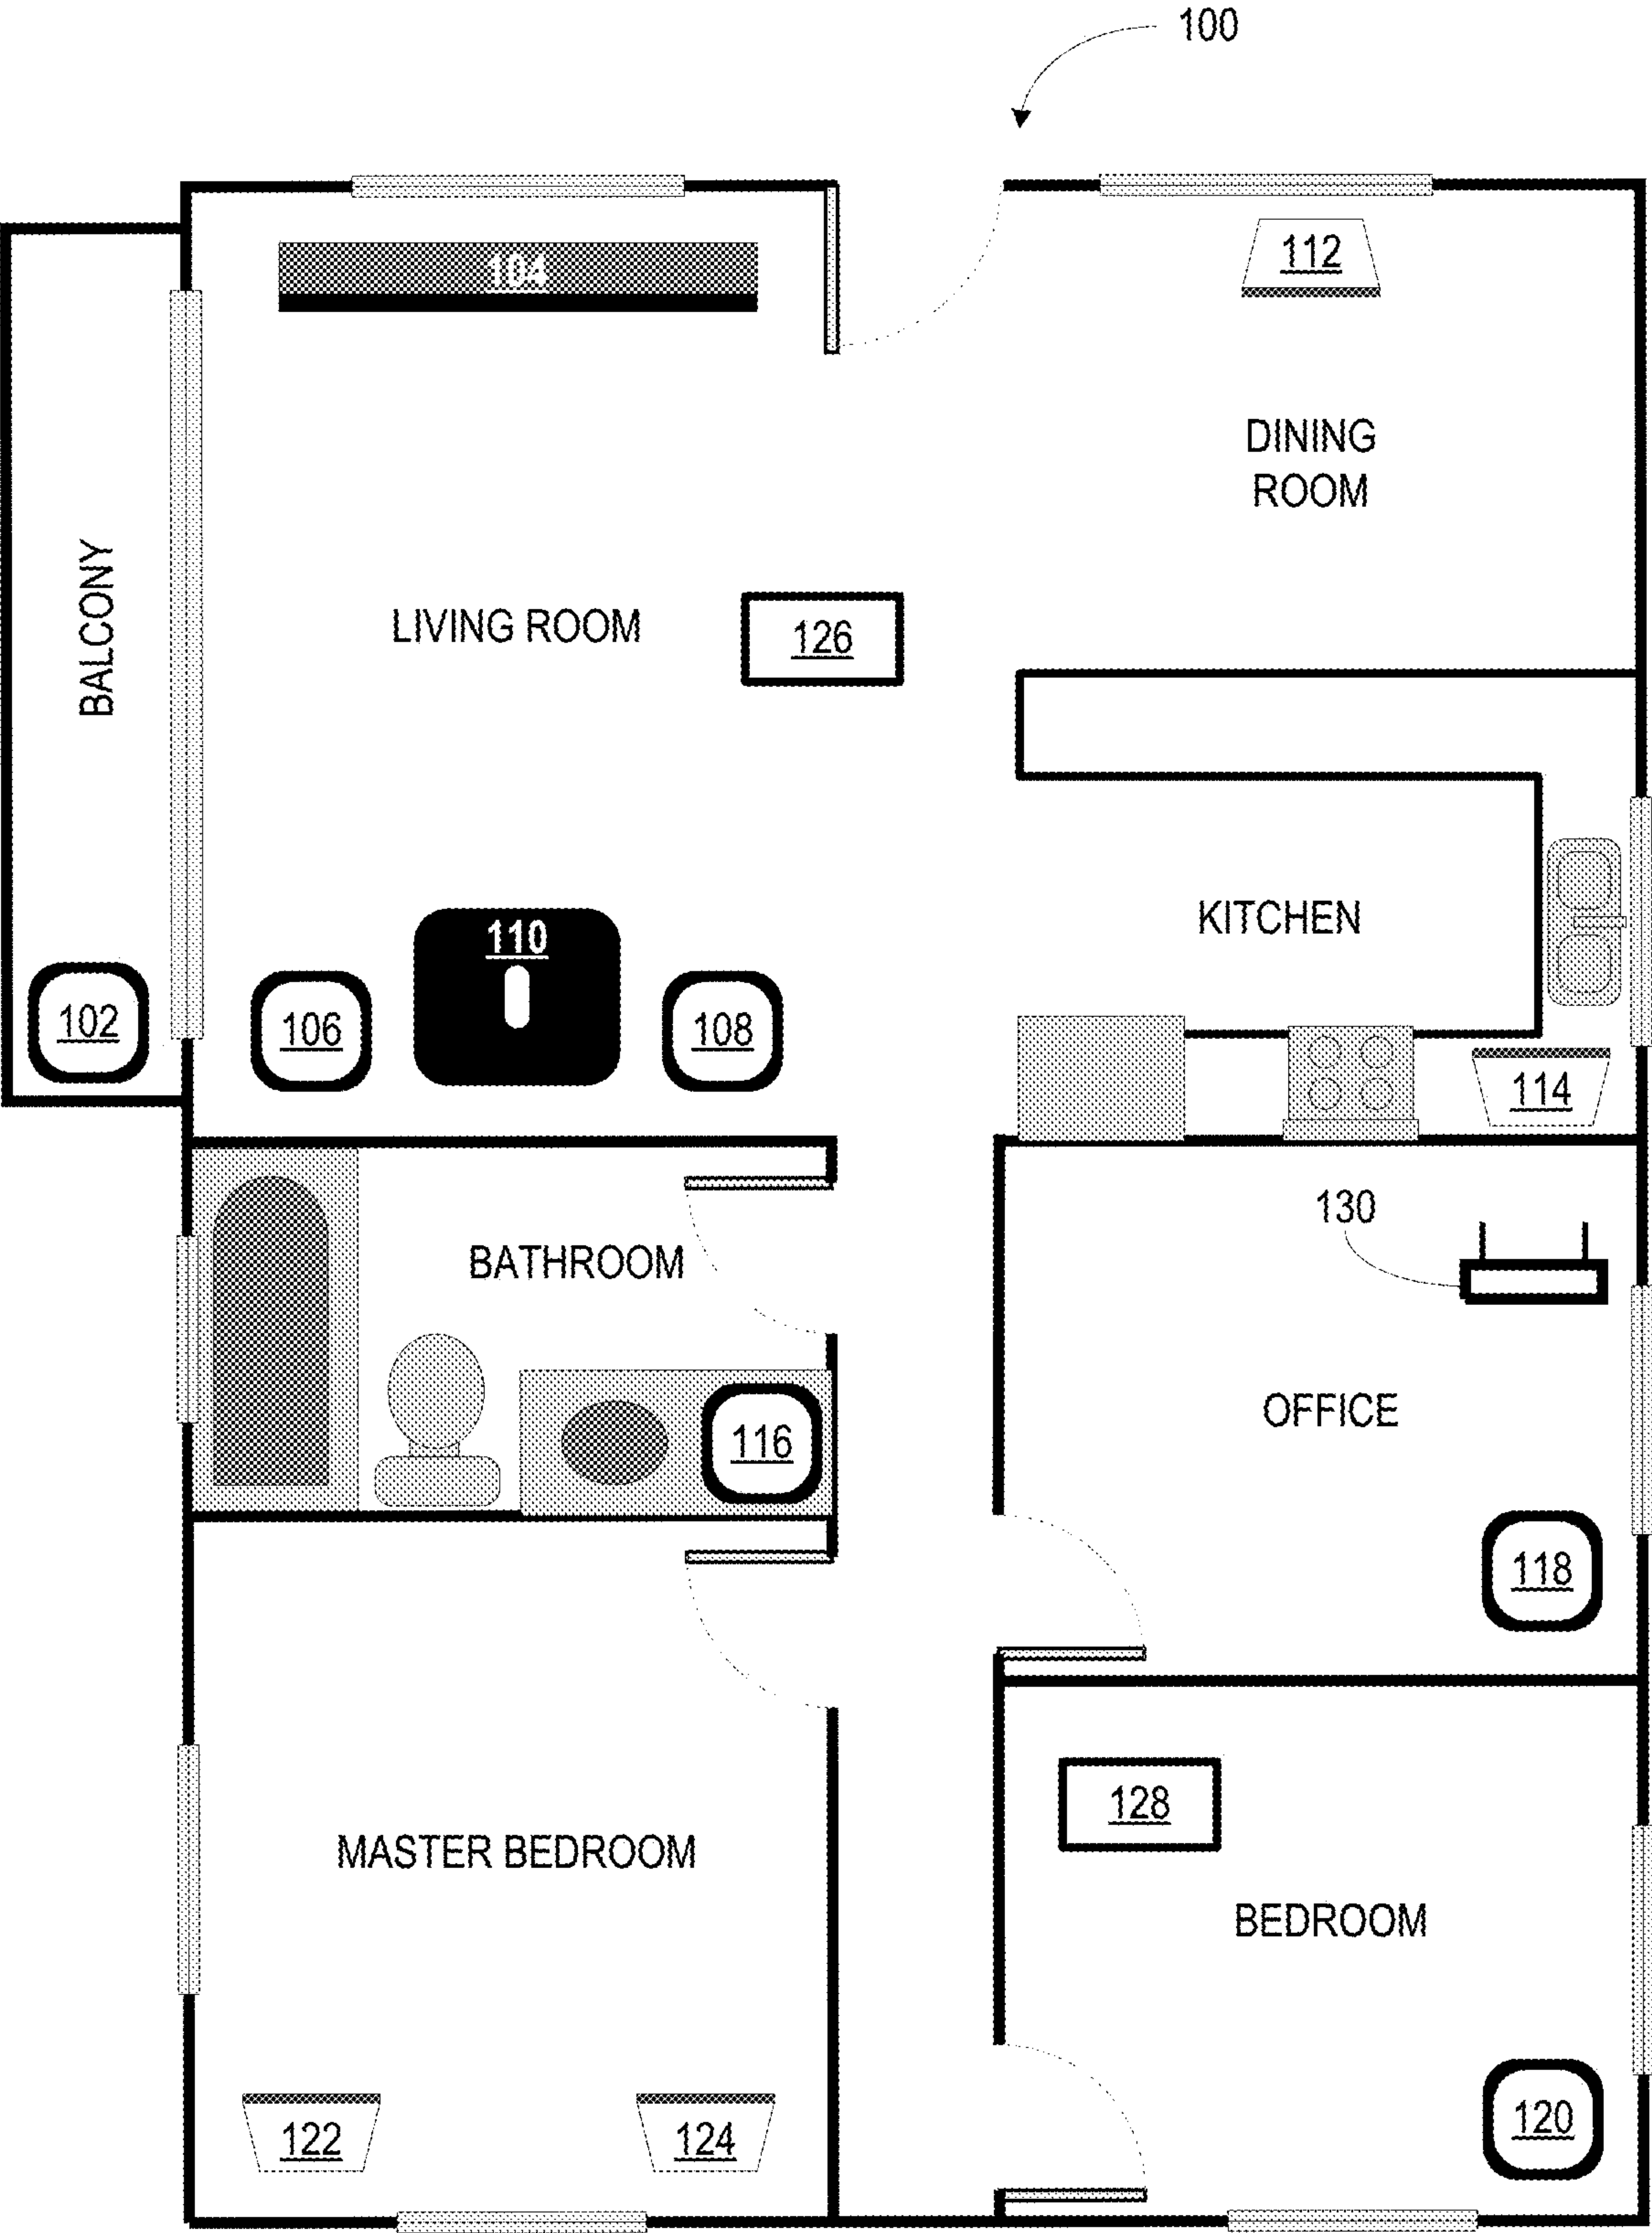 100
104
112
DINING
ROOM
BALCONY
LIVING ROOM
126
KITCHEN
110
102
106
108
114
130
BATHROOM
OFFICE
116
118
128
MASTER BEDROOM
BEDROOM
122
124
120